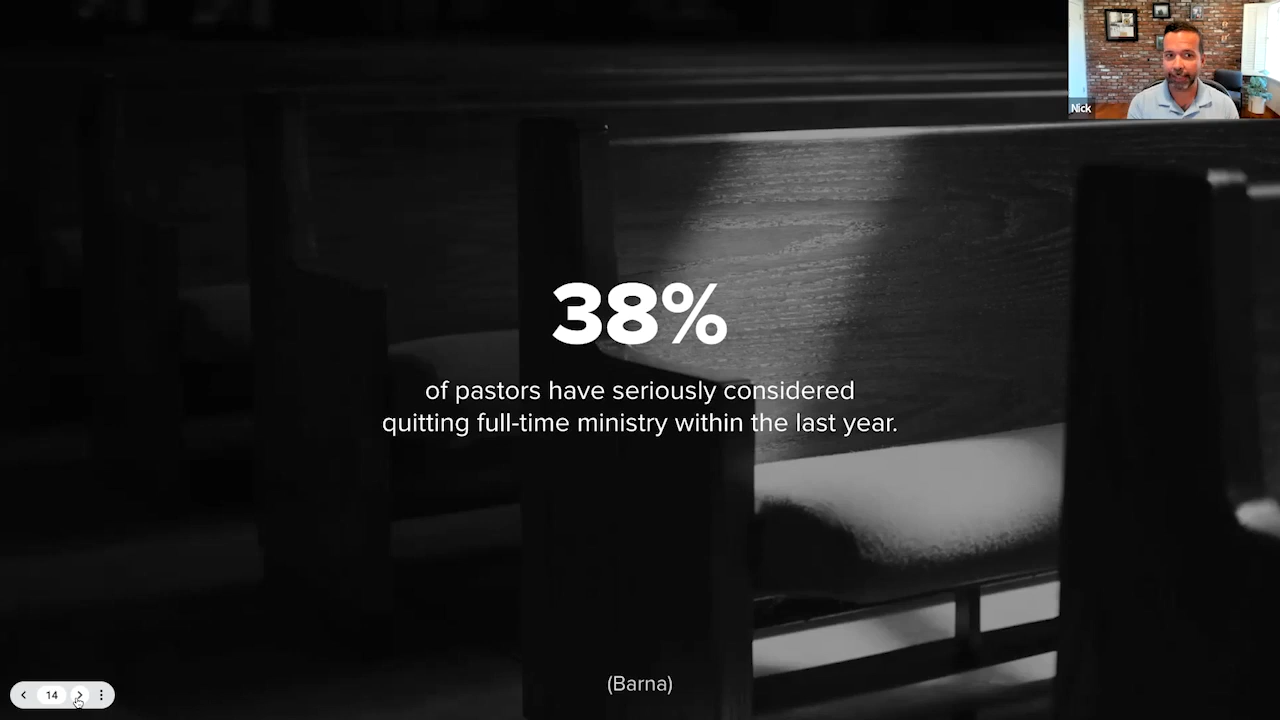 Nick
38%
of pastors have seriously considered
quitting full-time ministry within the last year.
(Barna)
14